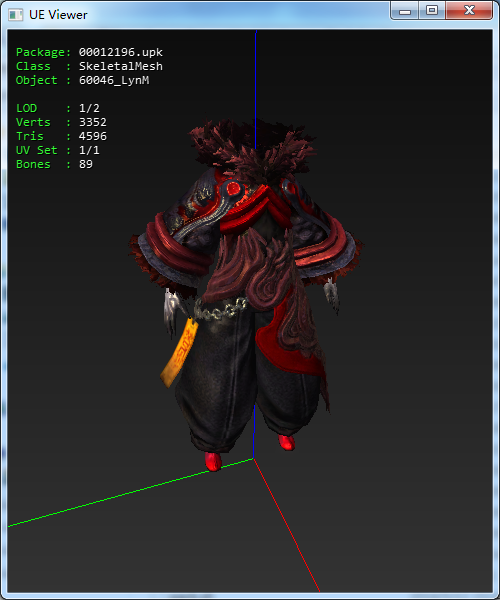 UE Viewer
Package: 00012196.upk
Class : SkeletalMesh
Object : 60046_LynM
LOD : 1/2
Verts : 3352
Tris : 4596
UV Set : 1/1
Bones : 89